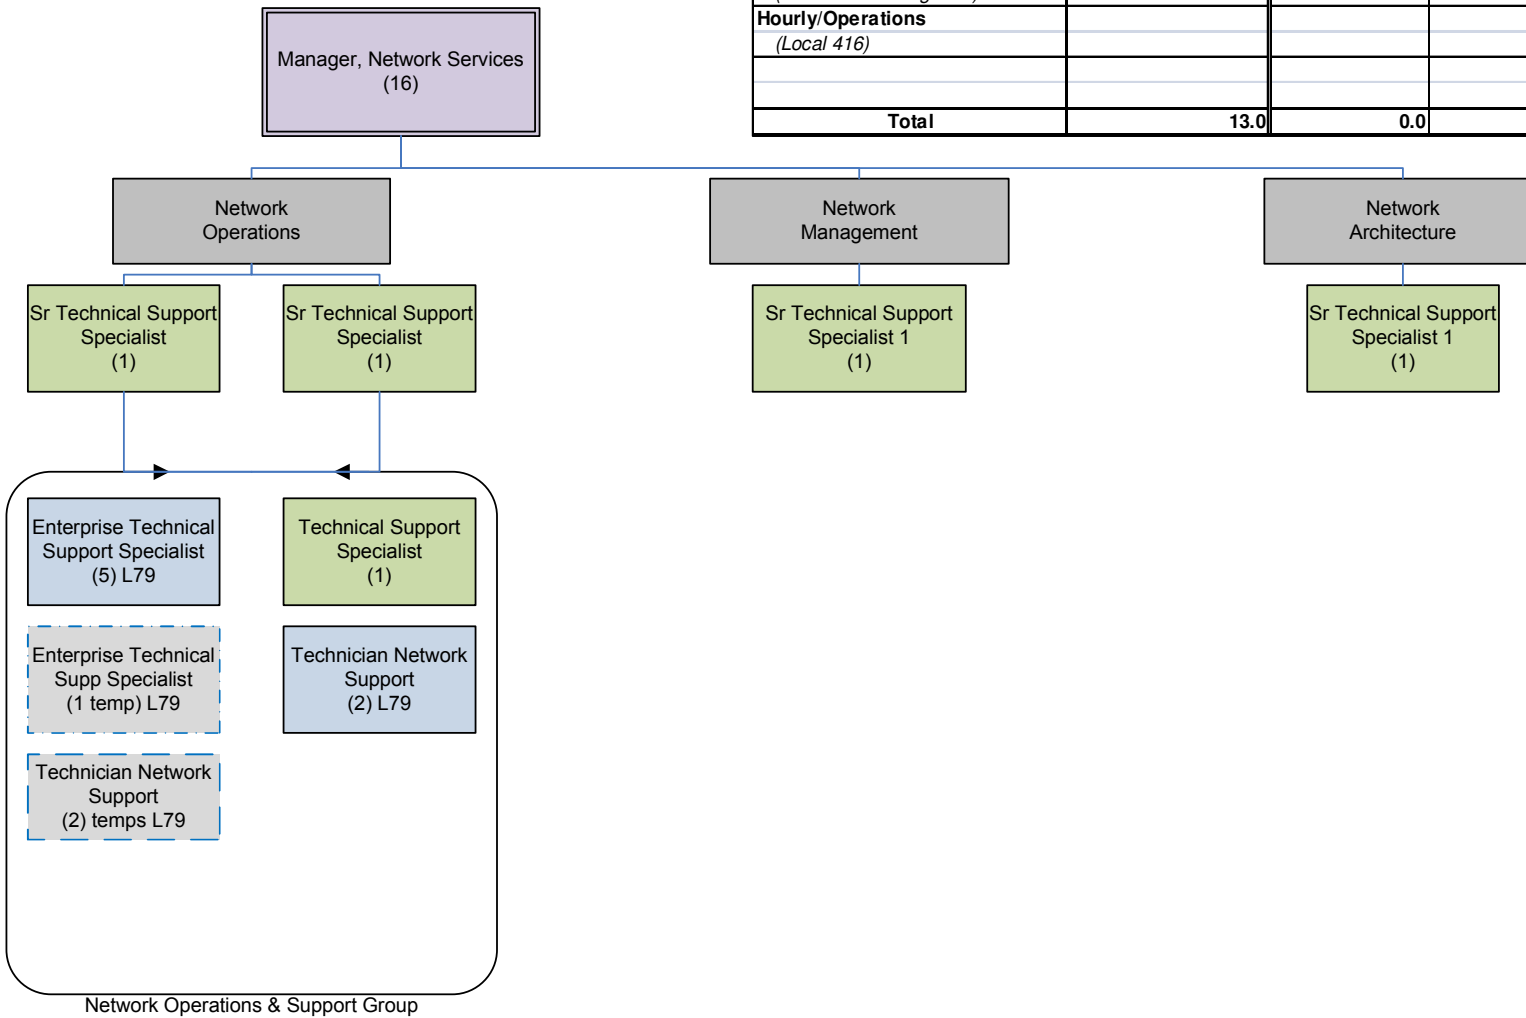 Hourly/Operations
(Local 416)
Total 13.0 0.0
Manager, Network Services
(16)
Network
Operations
Network
Management
Network
Architecture
Sr Technical Support
Specialist
(1)
Sr Technical Support
Specialist
(1)
Sr Technical Support
Specialist 1
(1)
Sr Technical Support
Specialist 1
(1)
Enterprise Technical
Support Specialist
(5) L79
Technical Support
Specialist
(1)
Enterprise Technical
Supp Specialist
(1 temp) L79
Technician Network
Support
(2) L79
Technician Network
Support
(2) temps L79
Network Operations & Support Group